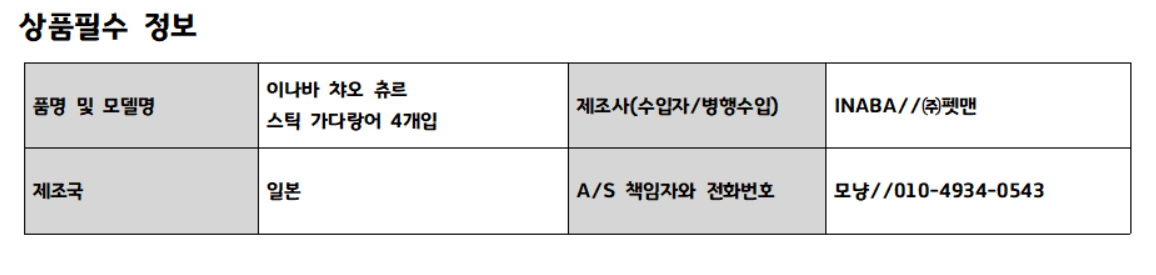 상품필수 정보
품명 및 모델명
이나바 챠오 츄르
스틱 가다랑어 4개입
제조사(수입자/병행수입)
INABA//㈜펫맨
제조국
일본
A/S 책임자와 전화번호
모냥//010-4934-0543